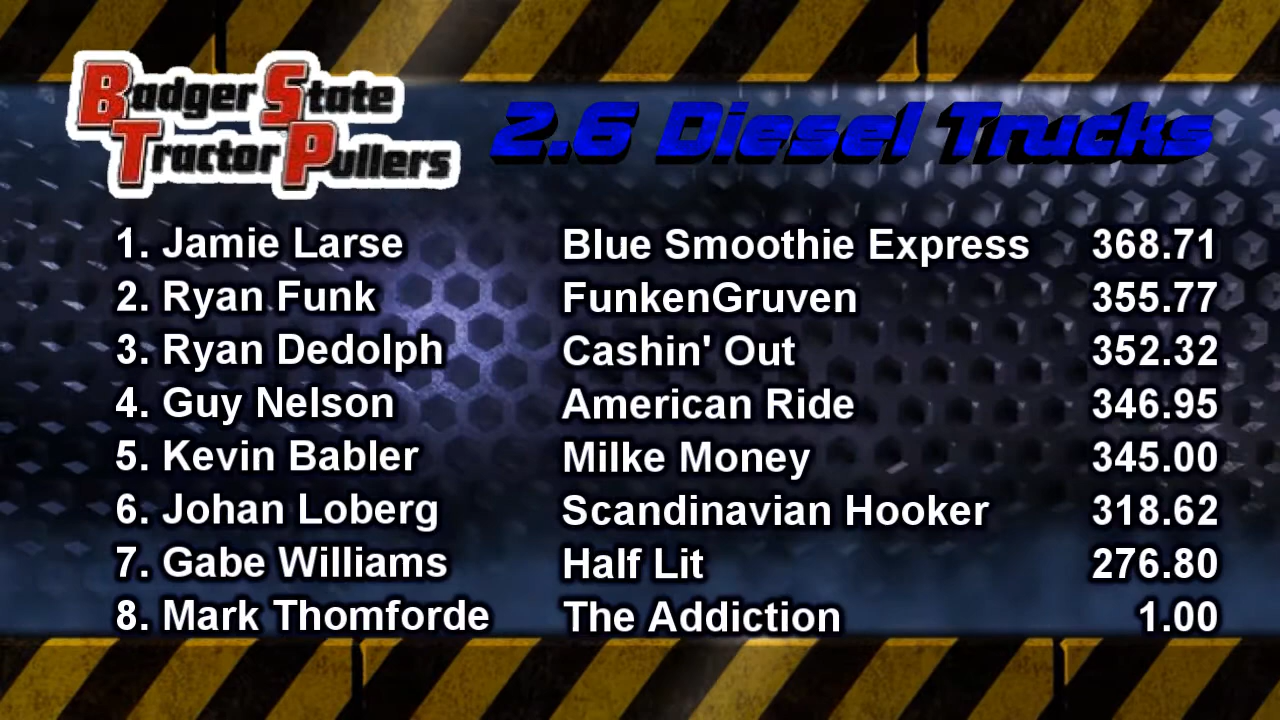 Badger State
Tractor Pullers
2.6 Diesel Trucks
1. Jamie Larse Blue Smoothie Express 368.71
2. Ryan Funk FunkenGruven 355.77
3. Ryan Dedolph Cashin' Out 352.32
4. Guy Nelson American Ride 346.95
5. Kevin Babler Milke Money 345.00
6. Johan Loberg Scandinavian Hooker 318.62
7. Gabe Williams Half Lit 276.80
8. Mark Thomforde The Addiction 1.00